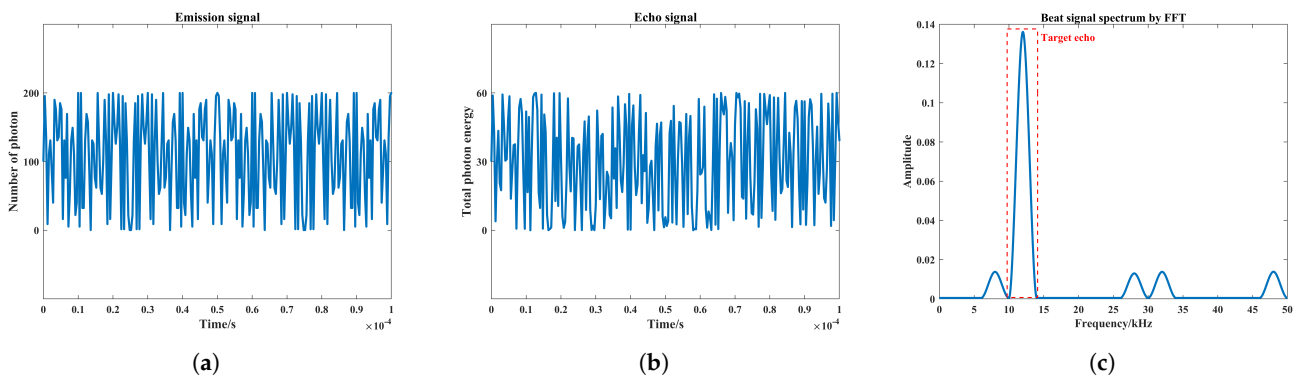 Emission signal
Number of photon
200
100
0
0 0.1 0.2 0.3 0.4 0.5 0.6 0.7 0.8 0.9 1
Time/s
×10⁻⁴
(a)
Echo signal
Total photon energy
60
30
0
0 0.1 0.2 0.3 0.4 0.5 0.6 0.7 0.8 0.9 1
Time/s
×10⁻⁴
(b)
Beat signal spectrum by FFT
Target echo
Amplitude
0.14
0.12
0.1
0.08
0.06
0.04
0.02
0
0 5 10 15 20 25 30 35 40 45 50
Frequency/kHz
(c)